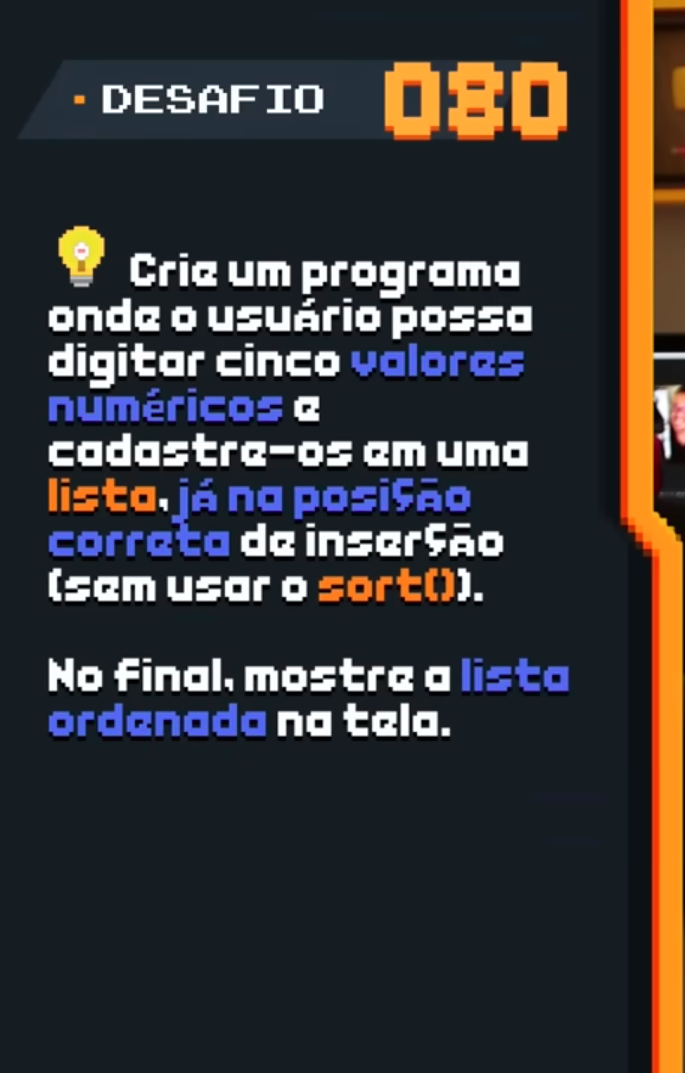 DESAFIO 080
Crie um programa
onde o usuário possa
digitar cinco valores
numéricos e
cadastre-os em uma
lista, já na posição
correta de inserção
(sem usar o sort()).
No final, mostre a lista
ordenada na tela.